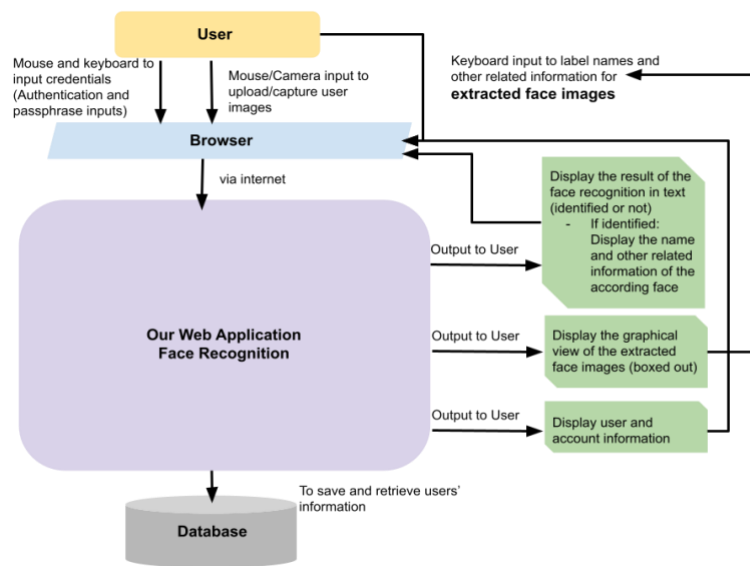 User
Mouse and keyboard to
input credentials
(Authentication and
passphrase inputs)
Mouse/Camera input to
upload/capture user
images
Keyboard input to label names and
other related information for
extracted face images
Browser
via internet
Display the result of the
face recognition in text
(identified or not)
- If identified:
Display the name
and other related
information of the
according face
Output to User
Our Web Application
Face Recognition
Output to User
Display the graphical
view of the extracted
face images (boxed out)
Output to User
Display user and
account information
To save and retrieve users'
information
Database